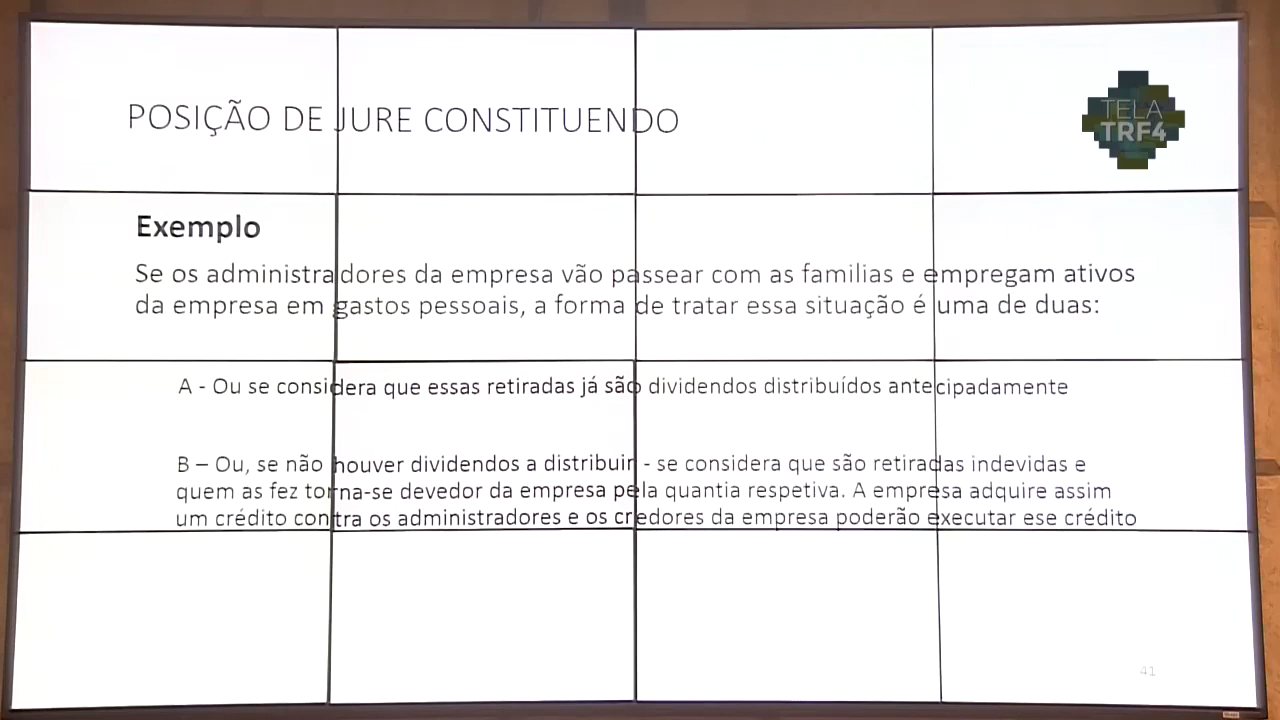 POSIÇÃO DE JURE CONSTITUENDO
TELA
TRF4
Exemplo
Se os administradores da empresa vão passear com as familias e empregam ativos
da empresa em gastos pessoais, a forma de tratar essa situação é uma de duas:
A - Ou se considera que essas retiradas já são dividendos distribuídos antecipadamente
B – Ou, se não houver dividendos a distribuir - se considera que são retiradas indevidas e
quem as fez torna-se devedor da empresa pela quantia respetiva. A empresa adquire assim
um crédito contra os administradores e os credores da empresa poderão executar ese crédito
41